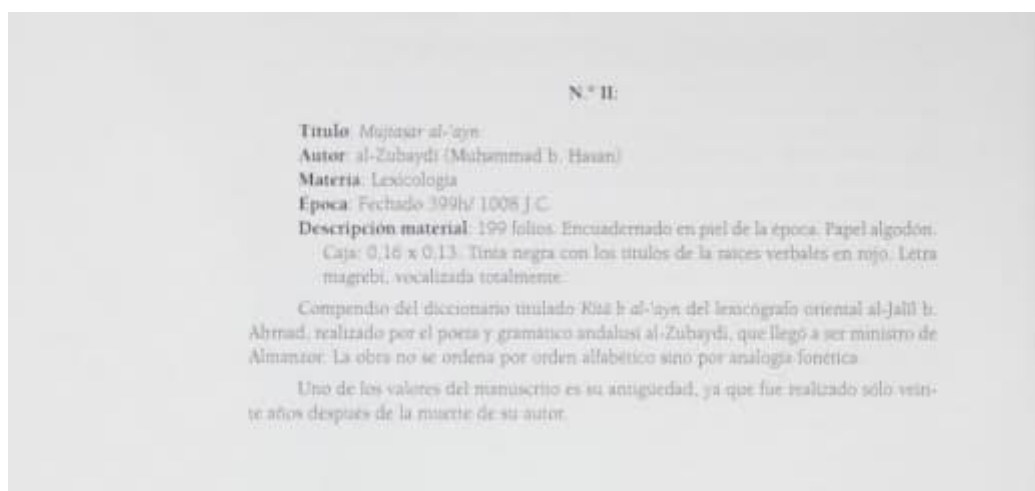 N.º II:
Título: Mujtasar al-'ayn
Autor: al-Zubaydi (Muhammad b. Hasan)
Materia: Lexicología
Época: Fechado 399h/ 1008 J.C.
Descripción material: 199 folios. Encuadernado en piel de la época. Papel algodón.
Caja: 0,16 x 0,13. Tinta negra con los títulos de la raíces verbales en rojo. Letra
magrebí, vocalizada totalmente.
Compendio del diccionario titulado Kitá b al-'ayn del lexicógrafo oriental al-Jalíl b.
Ahmad, realizado por el poeta y gramático andalusí al-Zubaydi, que llegó a ser ministro de
Almanzor. La obra no se ordena por orden alfabético sino por analogía fonética.
Uno de los valores del manuscrito es su antigüedad, ya que fue realizado sólo vein-
te años después de la muerte de su autor.